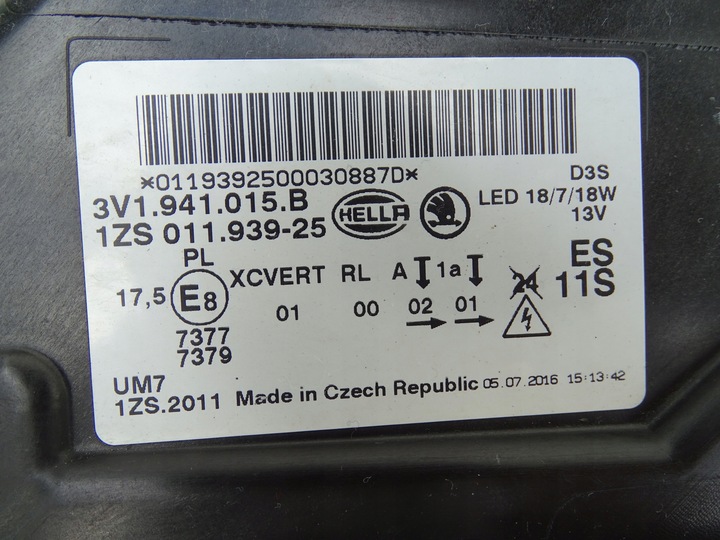 *0119392500030887D*
D3S
3V1.941.015.B
HELLA
LED 18/7/18W
13V
1ZS 011.939-25
PL
XCVERT RL A 1a
ES
17,5 E8
01 00 02 01
24 11S
7377
7379
UM7
1ZS.2011 Made in Czech Republic 05.07.2016 15:13:42